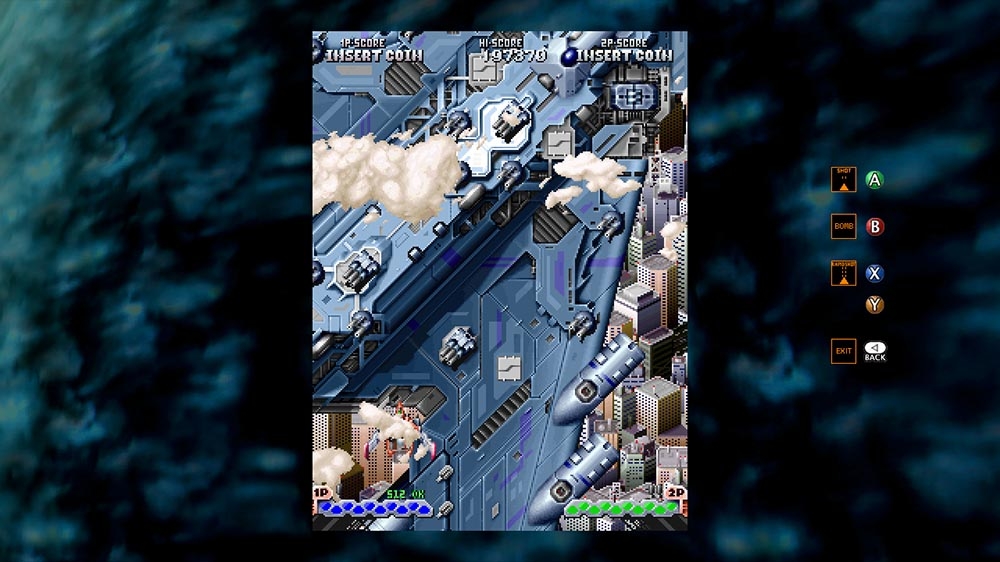 1P-SCORE HI-SCORE 2P-SCORE
INSERT COIN 197370 INSERT COIN
SHOT A
BOMB B
X
Y
EXIT BACK
1P 2P